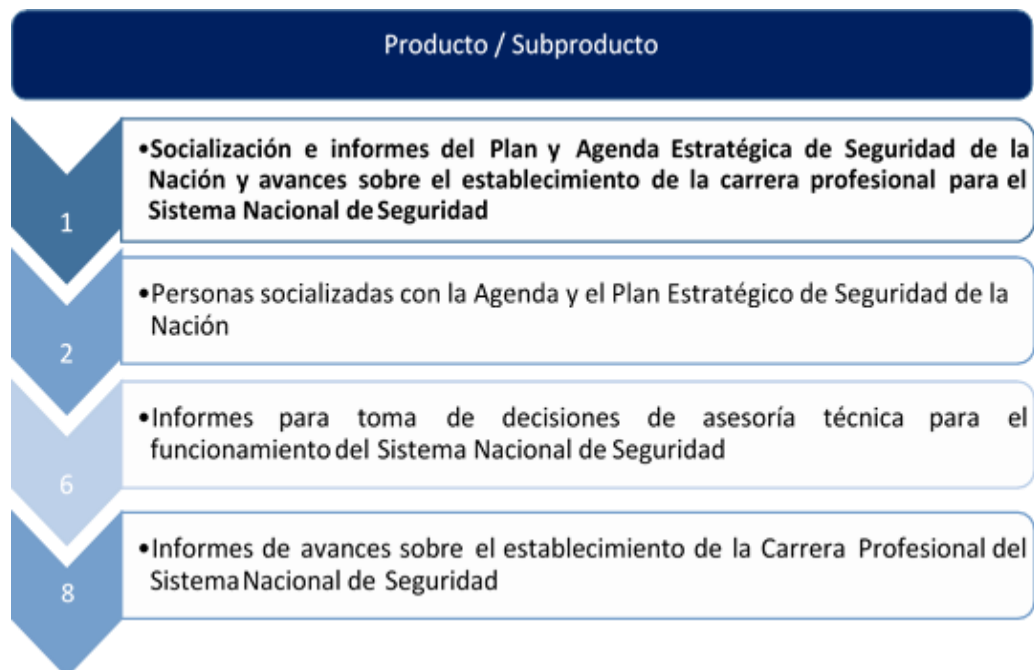 Producto / Subproducto
1
•Socialización e informes del Plan y Agenda Estratégica de Seguridad de la
Nación y avances sobre el establecimiento de la carrera profesional para el
Sistema Nacional de Seguridad
2
•Personas socializadas con la Agenda y el Plan Estratégico de Seguridad de la
Nación
6
•Informes para toma de decisiones de asesoría técnica para el
funcionamiento del Sistema Nacional de Seguridad
8
•Informes de avances sobre el establecimiento de la Carrera Profesional del
Sistema Nacional de Seguridad